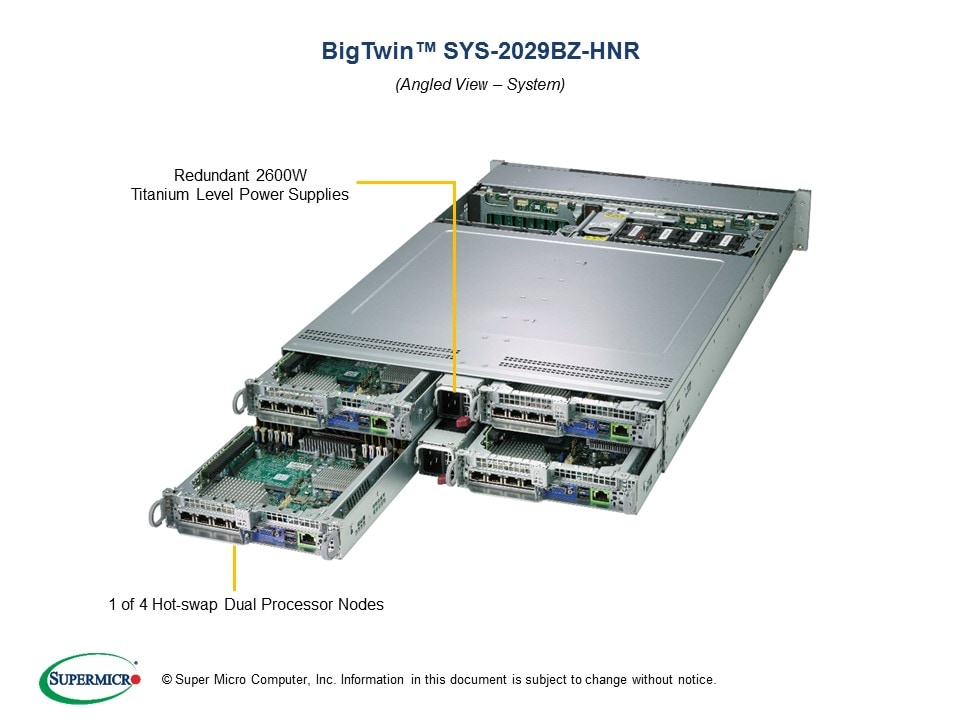 BigTwin™ SYS-2029BZ-HNR
(Angled View – System)
Redundant 2600W
Titanium Level Power Supplies
1 of 4 Hot-swap Dual Processor Nodes
SUPERMICRO
© Super Micro Computer, Inc. Information in this document is subject to change without notice.